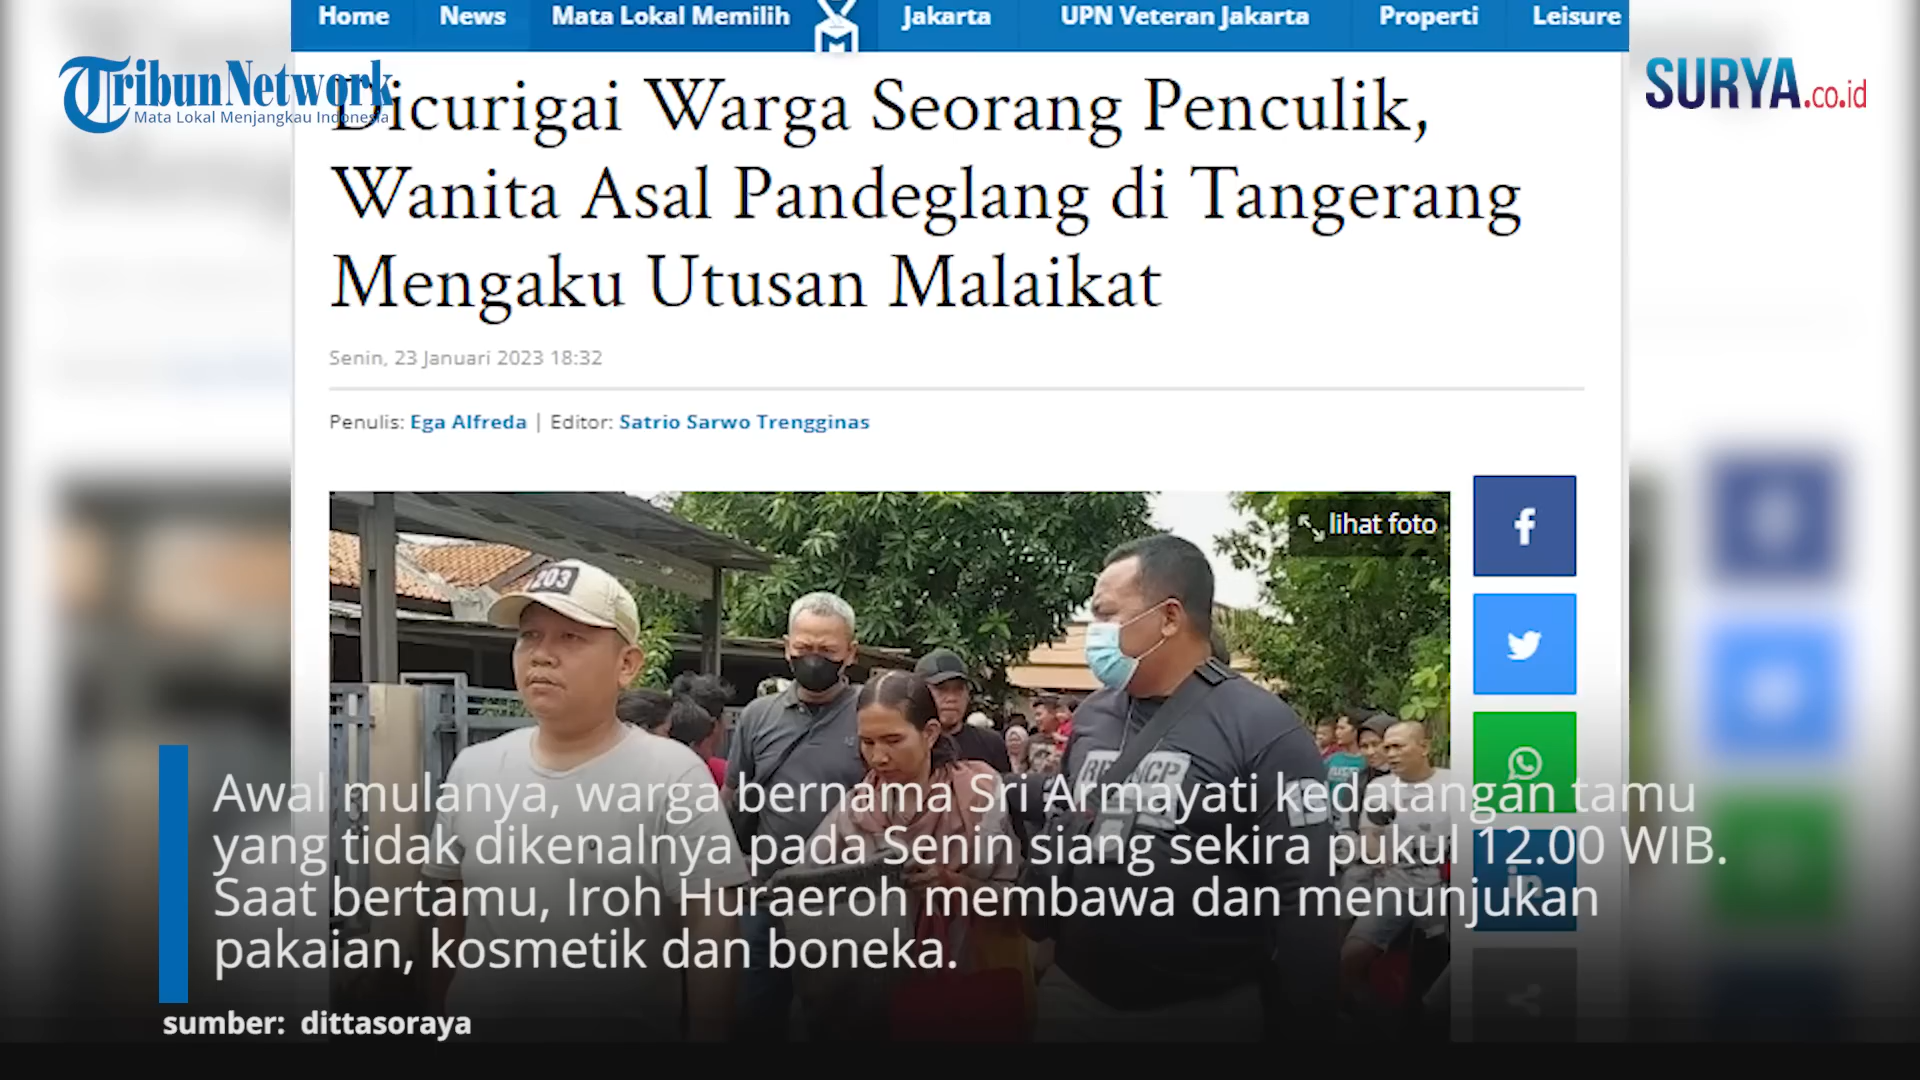 Home News Mata Lokal Memilih Jakarta UPN Veteran Jakarta Properti Leisure
TribunNetwork
Mata Lokal Menjangkau Indonesia
SURYA.co.id
Dicurigai Warga Seorang Penculik,
Wanita Asal Pandeglang di Tangerang
Mengaku Utusan Malaikat
Senin, 23 Januari 2023 18:32
Penulis: Ega Alfreda | Editor: Satrio Sarwo Trengginas
lihat foto
203
Awal mulanya, warga bernama Sri Armayati kedatangan tamu
yang tidak dikenalnya pada Senin siang sekira pukul 12.00 WIB.
Saat bertamu, Iroh Huraeroh membawa dan menunjukan
pakaian, kosmetik dan boneka.
sumber: dittasoraya